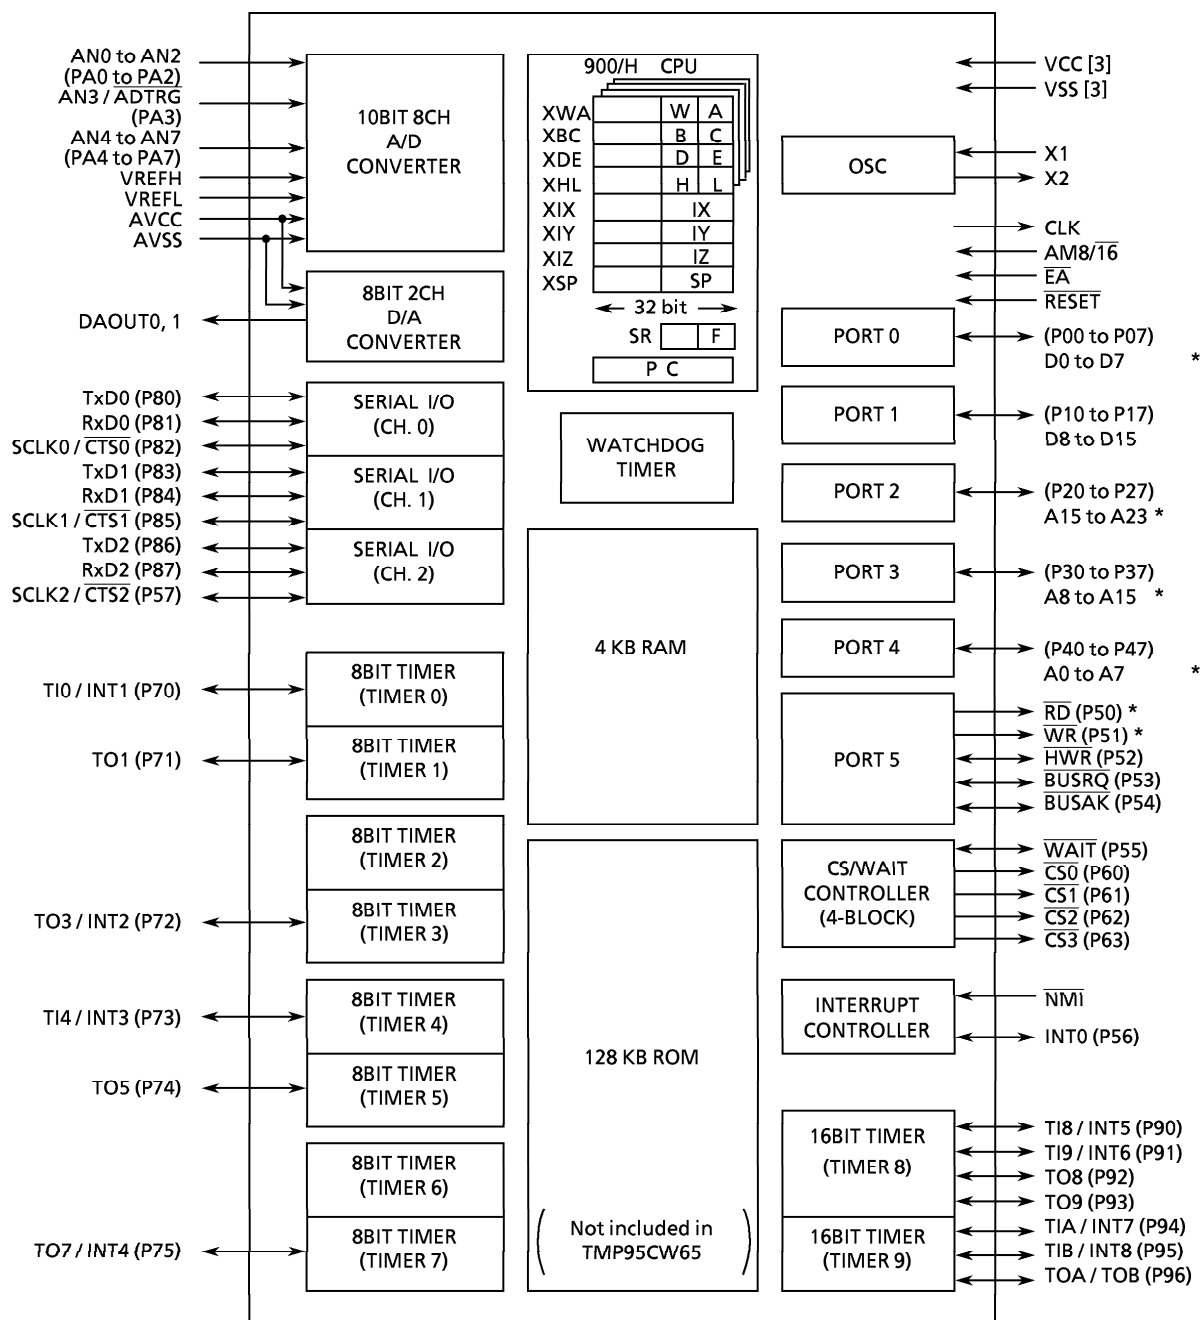 AN0 to AN2
(PA0 to PA2)
AN3 / ADTRG
(PA3)
AN4 to AN7
(PA4 to PA7)
VREFH
VREFL
AVCC
AVSS
DAOUT0, 1
TxD0 (P80)
RxD0 (P81)
SCLK0 / CTS0 (P82)
TxD1 (P83)
RxD1 (P84)
SCLK1 / CTS1 (P85)
TxD2 (P86)
RxD2 (P87)
SCLK2 / CTS2 (P57)
TI0 / INT1 (P70)
TO1 (P71)
TO3 / INT2 (P72)
TI4 / INT3 (P73)
TO5 (P74)
TO7 / INT4 (P75)
10BIT 8CH
A/D
CONVERTER
8BIT 2CH
D/A
CONVERTER
SERIAL I/O
(CH. 0)
SERIAL I/O
(CH. 1)
SERIAL I/O
(CH. 2)
8BIT TIMER
(TIMER 0)
8BIT TIMER
(TIMER 1)
8BIT TIMER
(TIMER 2)
8BIT TIMER
(TIMER 3)
8BIT TIMER
(TIMER 4)
8BIT TIMER
(TIMER 5)
8BIT TIMER
(TIMER 6)
8BIT TIMER
(TIMER 7)
900/H CPU
XWA W A
XBC B C
XDE D E
XHL H L
XIX IX
XIY IY
XIZ IZ
XSP SP
32 bit
SR F
P C
WATCHDOG
TIMER
4 KB RAM
128 KB ROM
(Not included in
TMP95CW65)
OSC
PORT 0
PORT 1
PORT 2
PORT 3
PORT 4
PORT 5
CS/WAIT
CONTROLLER
(4-BLOCK)
INTERRUPT
CONTROLLER
16BIT TIMER
(TIMER 8)
16BIT TIMER
(TIMER 9)
VCC [3]
VSS [3]
X1
X2
CLK
AM8/16
EA
RESET
(P00 to P07)
D0 to D7 *
(P10 to P17)
D8 to D15
(P20 to P27)
A15 to A23 *
(P30 to P37)
A8 to A15 *
(P40 to P47)
A0 to A7 *
RD (P50) *
WR (P51) *
HWR (P52)
BUSRQ (P53)
BUSAK (P54)
WAIT (P55)
CS0 (P60)
CS1 (P61)
CS2 (P62)
CS3 (P63)
NMI
INT0 (P56)
TI8 / INT5 (P90)
TI9 / INT6 (P91)
TO8 (P92)
TO9 (P93)
TIA / INT7 (P94)
TIB / INT8 (P95)
TOA / TOB (P96)